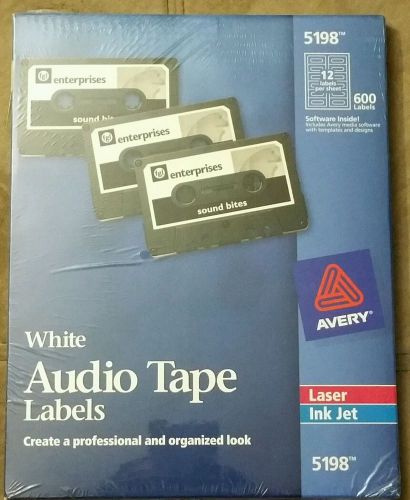 5198™
12
labels
per sheet
600
Labels
Software Inside!
Includes Avery media software
with templates and designs
enterprises
sound bit
enterprises
enterprises
sound bites
AVERY
White
Audio Tape
Labels
Create a professional and organized look
Laser
Ink Jet
5198™